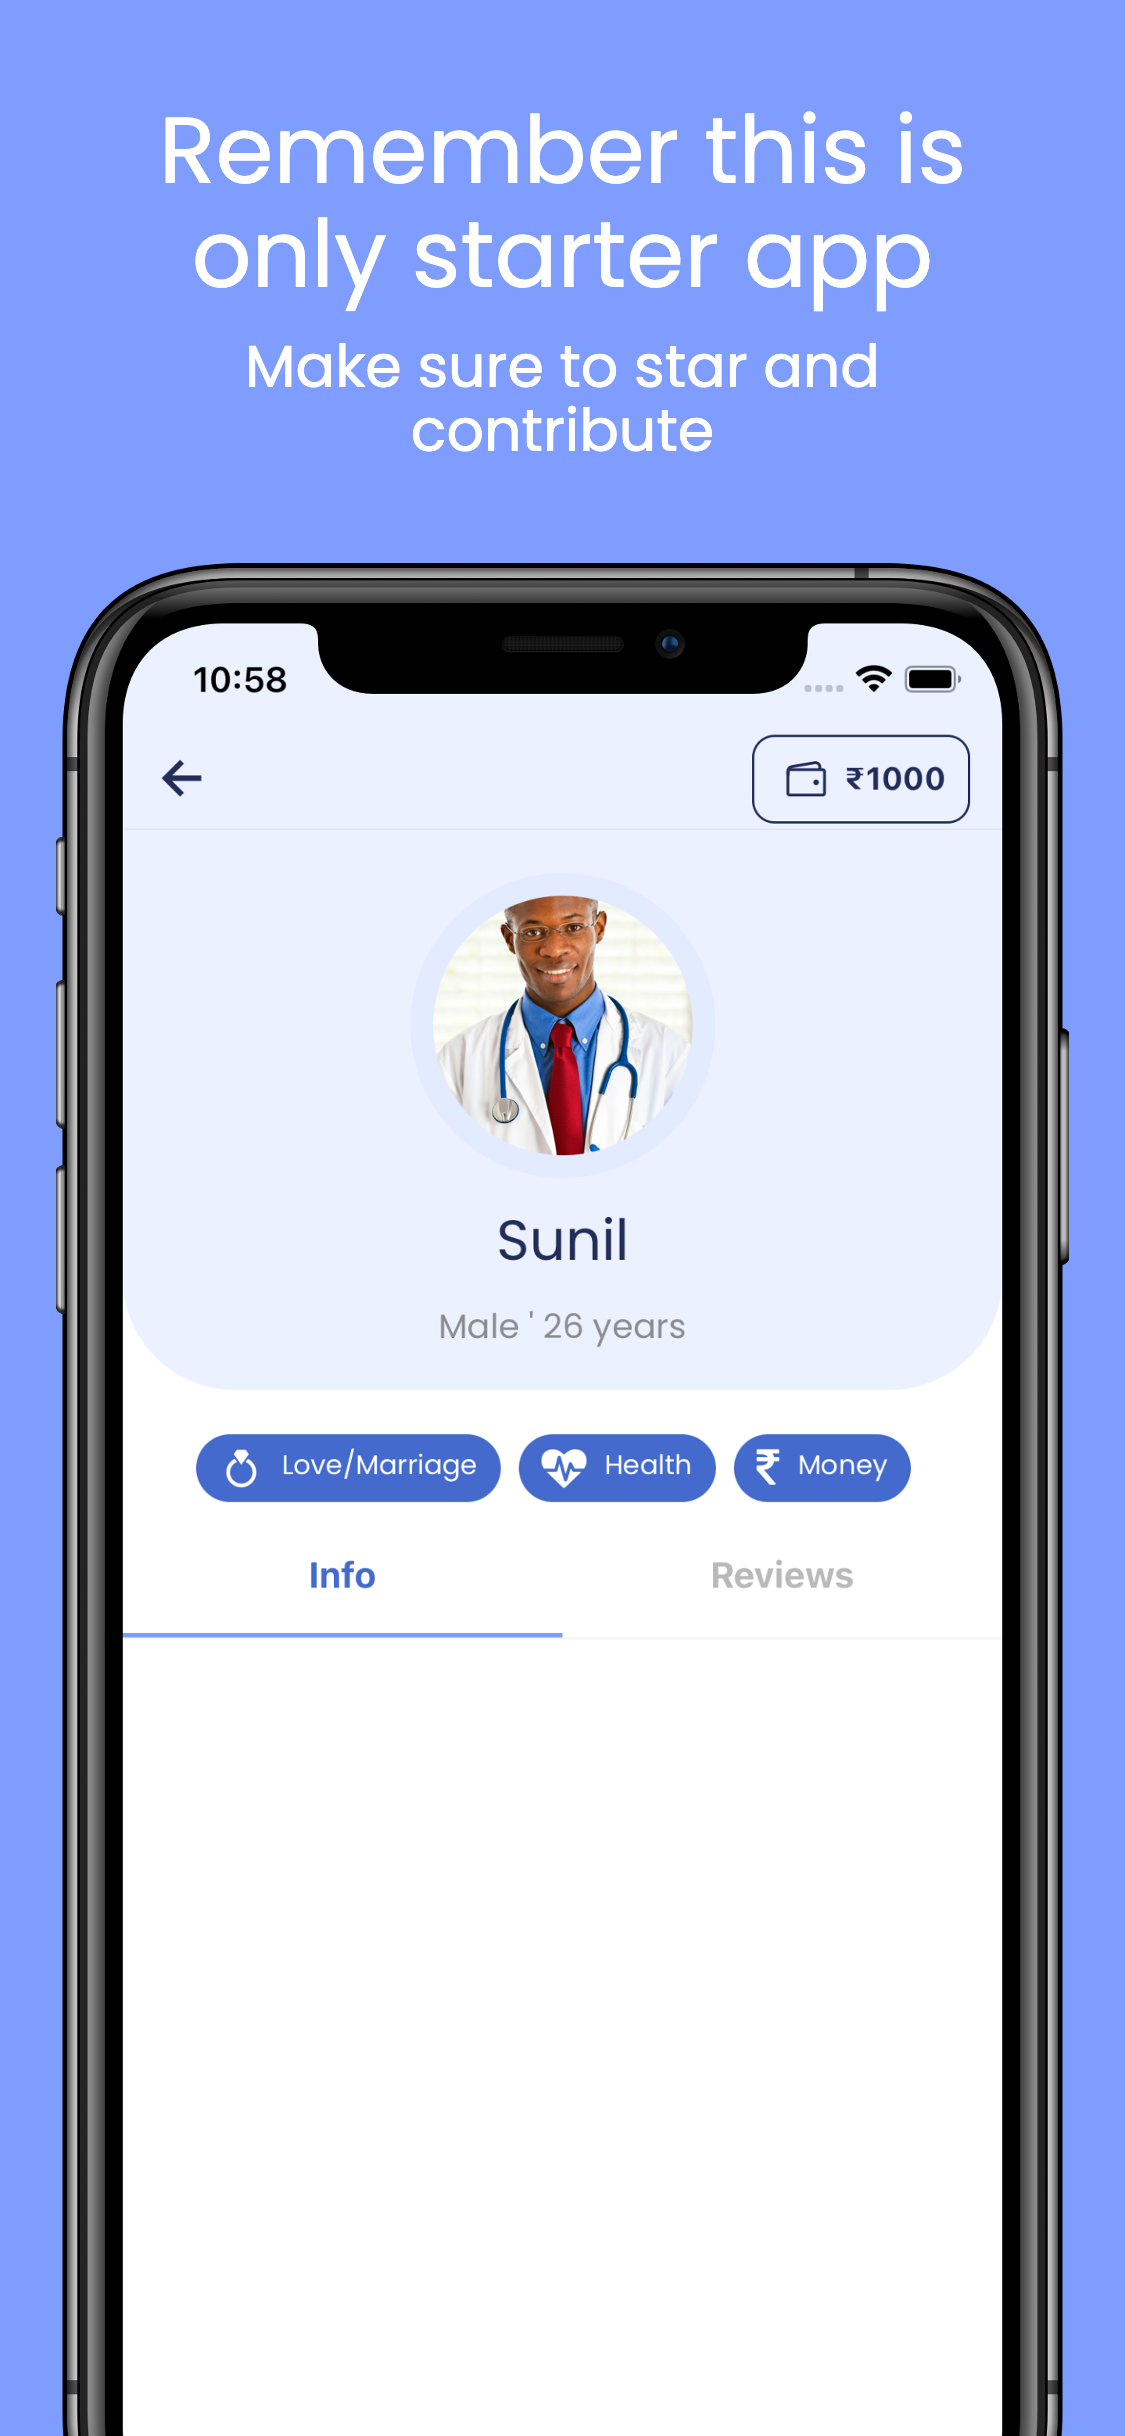 Remember this is
only starter app
Make sure to star and
contribute
10:58
₹1000
Sunil
Male ' 26 years
Love/Marriage
Health
₹ Money
Info
Reviews